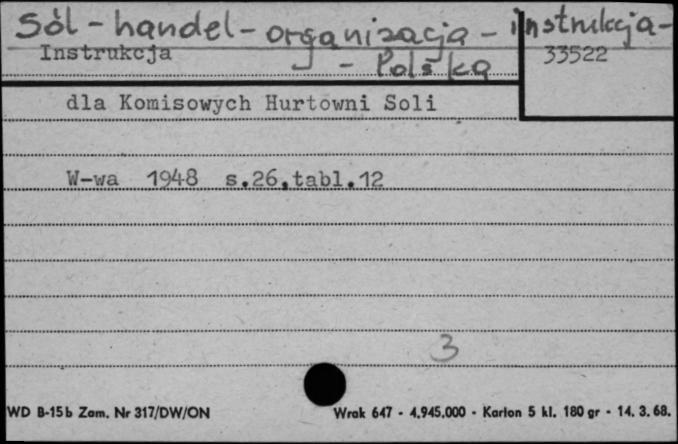 Sól - handel - organizacja - instrukcja -
Instrukcja
- Polska
33522
dla Komisowych Hurtowni Soli
W-wa 1948 s.26,tabl.12
3
WD B-15b Zam. Nr 317/DW/ON
Wrak 647 - 4.945.000 - Karton 5 kl. 180 gr - 14. 3. 68.